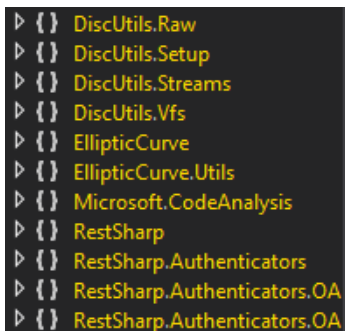 {} DiscUtils.Raw
{} DiscUtils.Setup
{} DiscUtils.Streams
{} DiscUtils.Vfs
{} EllipticCurve
{} EllipticCurve.Utils
{} Microsoft.CodeAnalysis
{} RestSharp
{} RestSharp.Authenticators
{} RestSharp.Authenticators.OA
{} RestSharp.Authenticators.OA